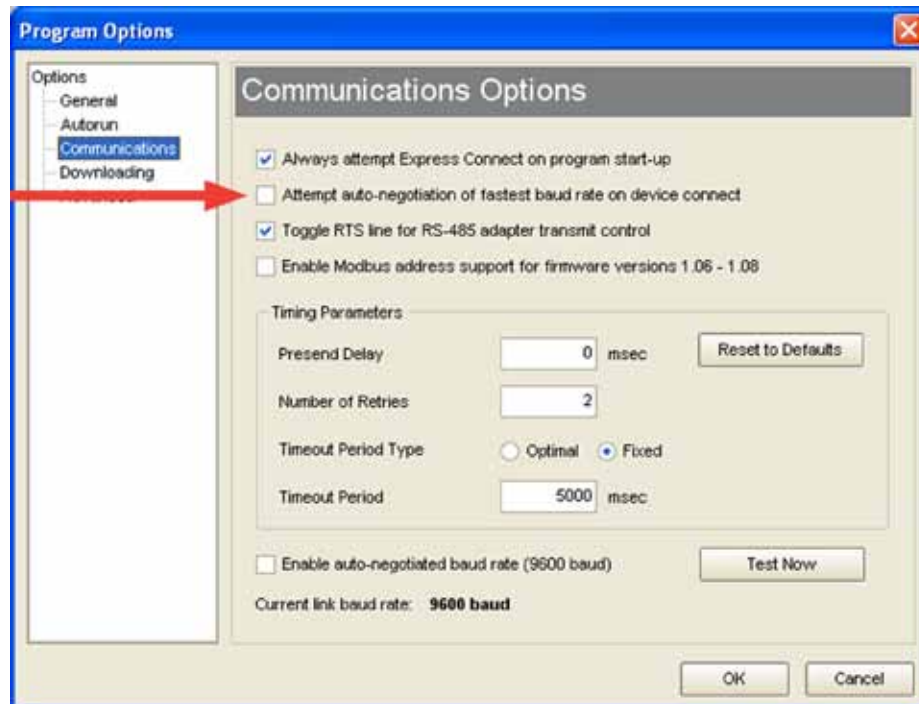 Program Options
Options
General
Autorun
Communications
Downloading
Communications Options
Always attempt Express Connect on program start-up
Attempt auto-negotiation of fastest baud rate on device connect
Toggle RTS line for RS-485 adapter transmit control
Enable Modbus address support for firmware versions 1.06 - 1.08
Timing Parameters
Presend Delay 0 msec Reset to Defaults
Number of Retries 2
Timeout Period Type Optimal Fixed
Timeout Period 5000 msec
Enable auto-negotiated baud rate (9600 baud) Test Now
Current link baud rate: 9600 baud
OK Cancel